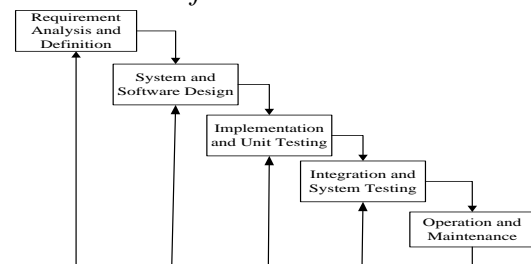 Requirement
Analysis and
Definition
System and
Software Design
Implementation
and Unit Testing
Integration and
System Testing
Operation and
Maintenance